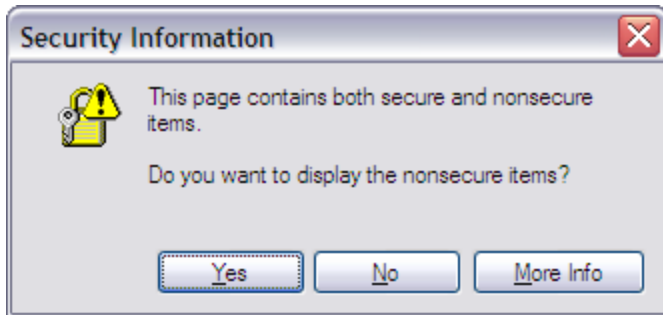 Security Information
This page contains both secure and nonsecure
items.
Do you want to display the nonsecure items?
Yes
No
More Info